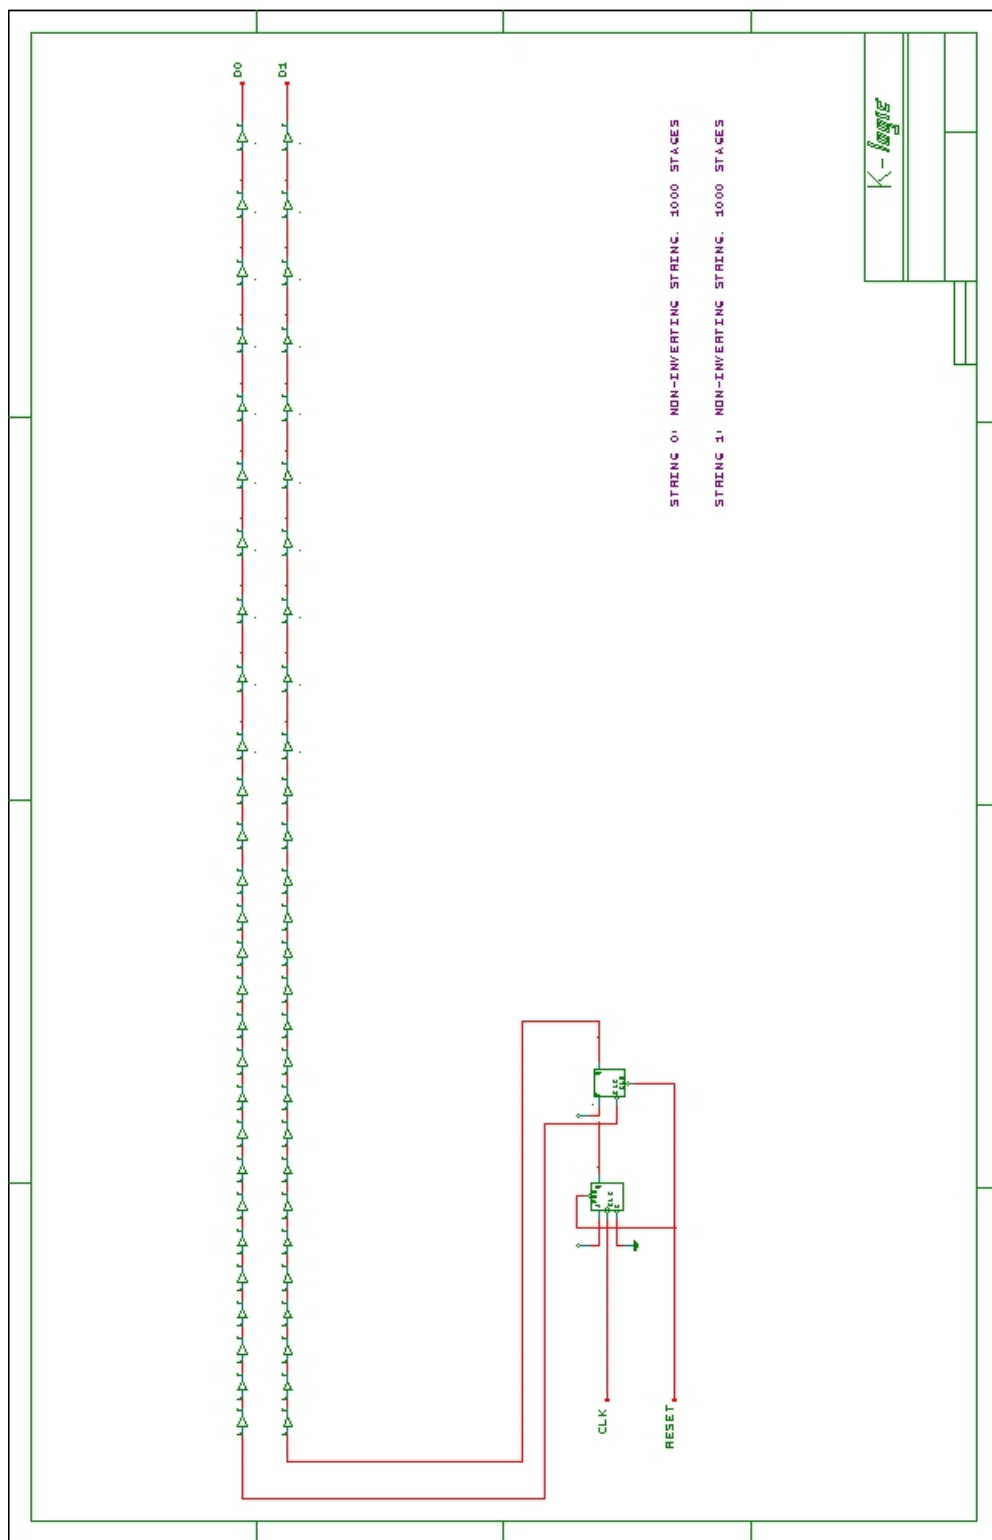 D0
D1
STRING 0: NON-INVERTING STRING. 1000 STAGES
STRING 1: NON-INVERTING STRING. 1000 STAGES
K-logic
CLK
RESET